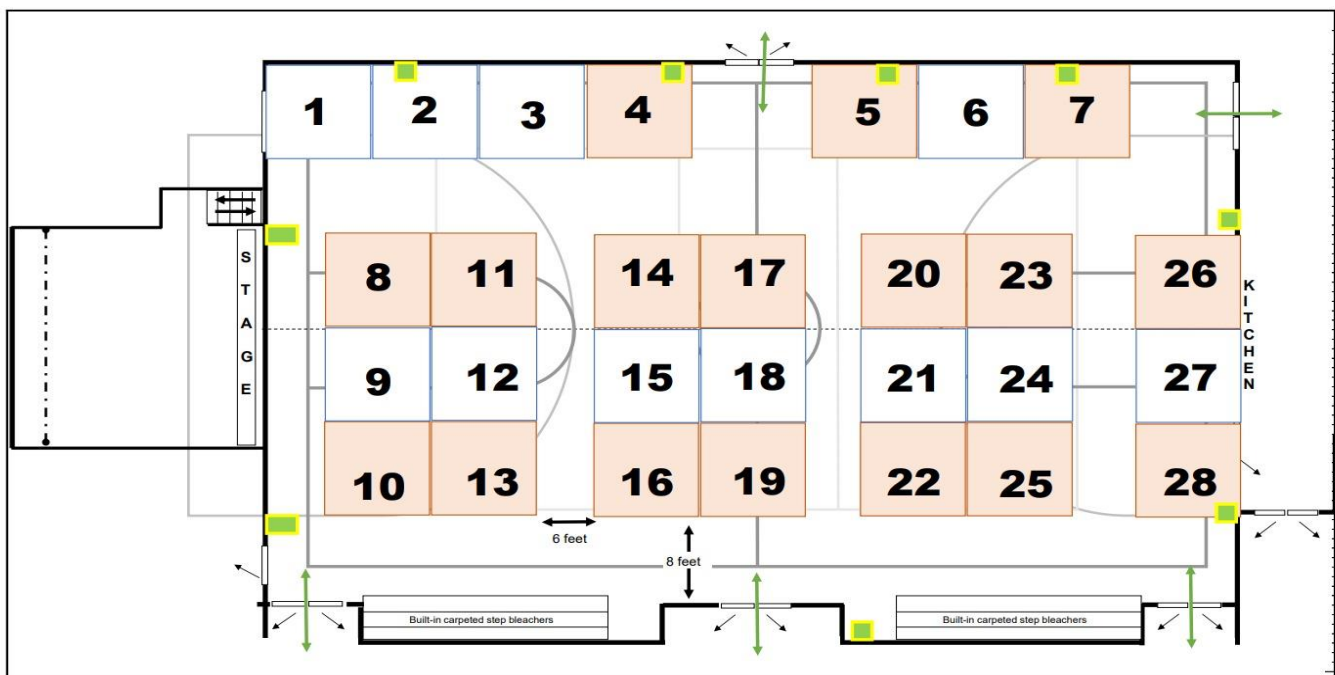 1 2 3 4 5 6 7
8 11 14 17 20 23 26
9 12 15 18 21 24 27
10 13 16 19 22 25 28
STAGE
KITCHEN
6 feet
8 feet
Built-in carpeted step bleachers
Built-in carpeted step bleachers